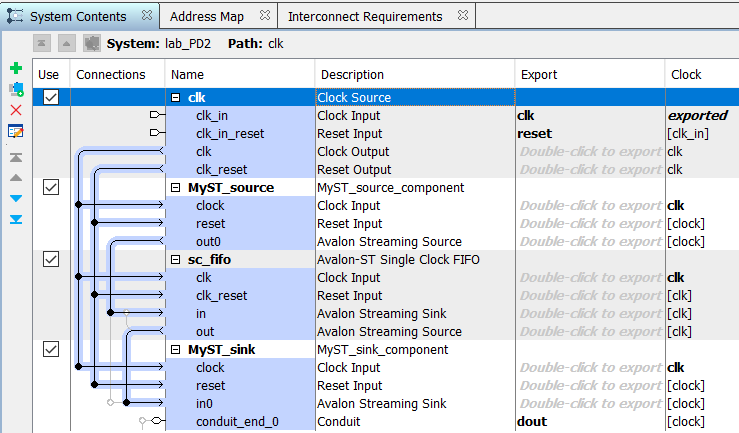 System Contents Address Map Interconnect Requirements
System: lab_PD2 Path: clk
Use Connections Name Description Export Clock
clk Clock Source
clk_in Clock Input clk exported
clk_in_reset Reset Input reset [clk_in]
clk Clock Output Double-click to export clk
clk_reset Reset Output Double-click to export
MyST_source MyST_source_component
clock Clock Input Double-click to export clk
reset Reset Input Double-click to export [clock]
out0 Avalon Streaming Source Double-click to export [clock]
sc_fifo Avalon-ST Single Clock FIFO
clk Clock Input Double-click to export clk
clk_reset Reset Input Double-click to export [clk]
in Avalon Streaming Sink Double-click to export [clk]
out Avalon Streaming Source Double-click to export [clk]
MyST_sink MyST_sink_component
clock Clock Input Double-click to export clk
reset Reset Input Double-click to export [clock]
in0 Avalon Streaming Sink Double-click to export [clock]
conduit_end_0 Conduit dout [clock]